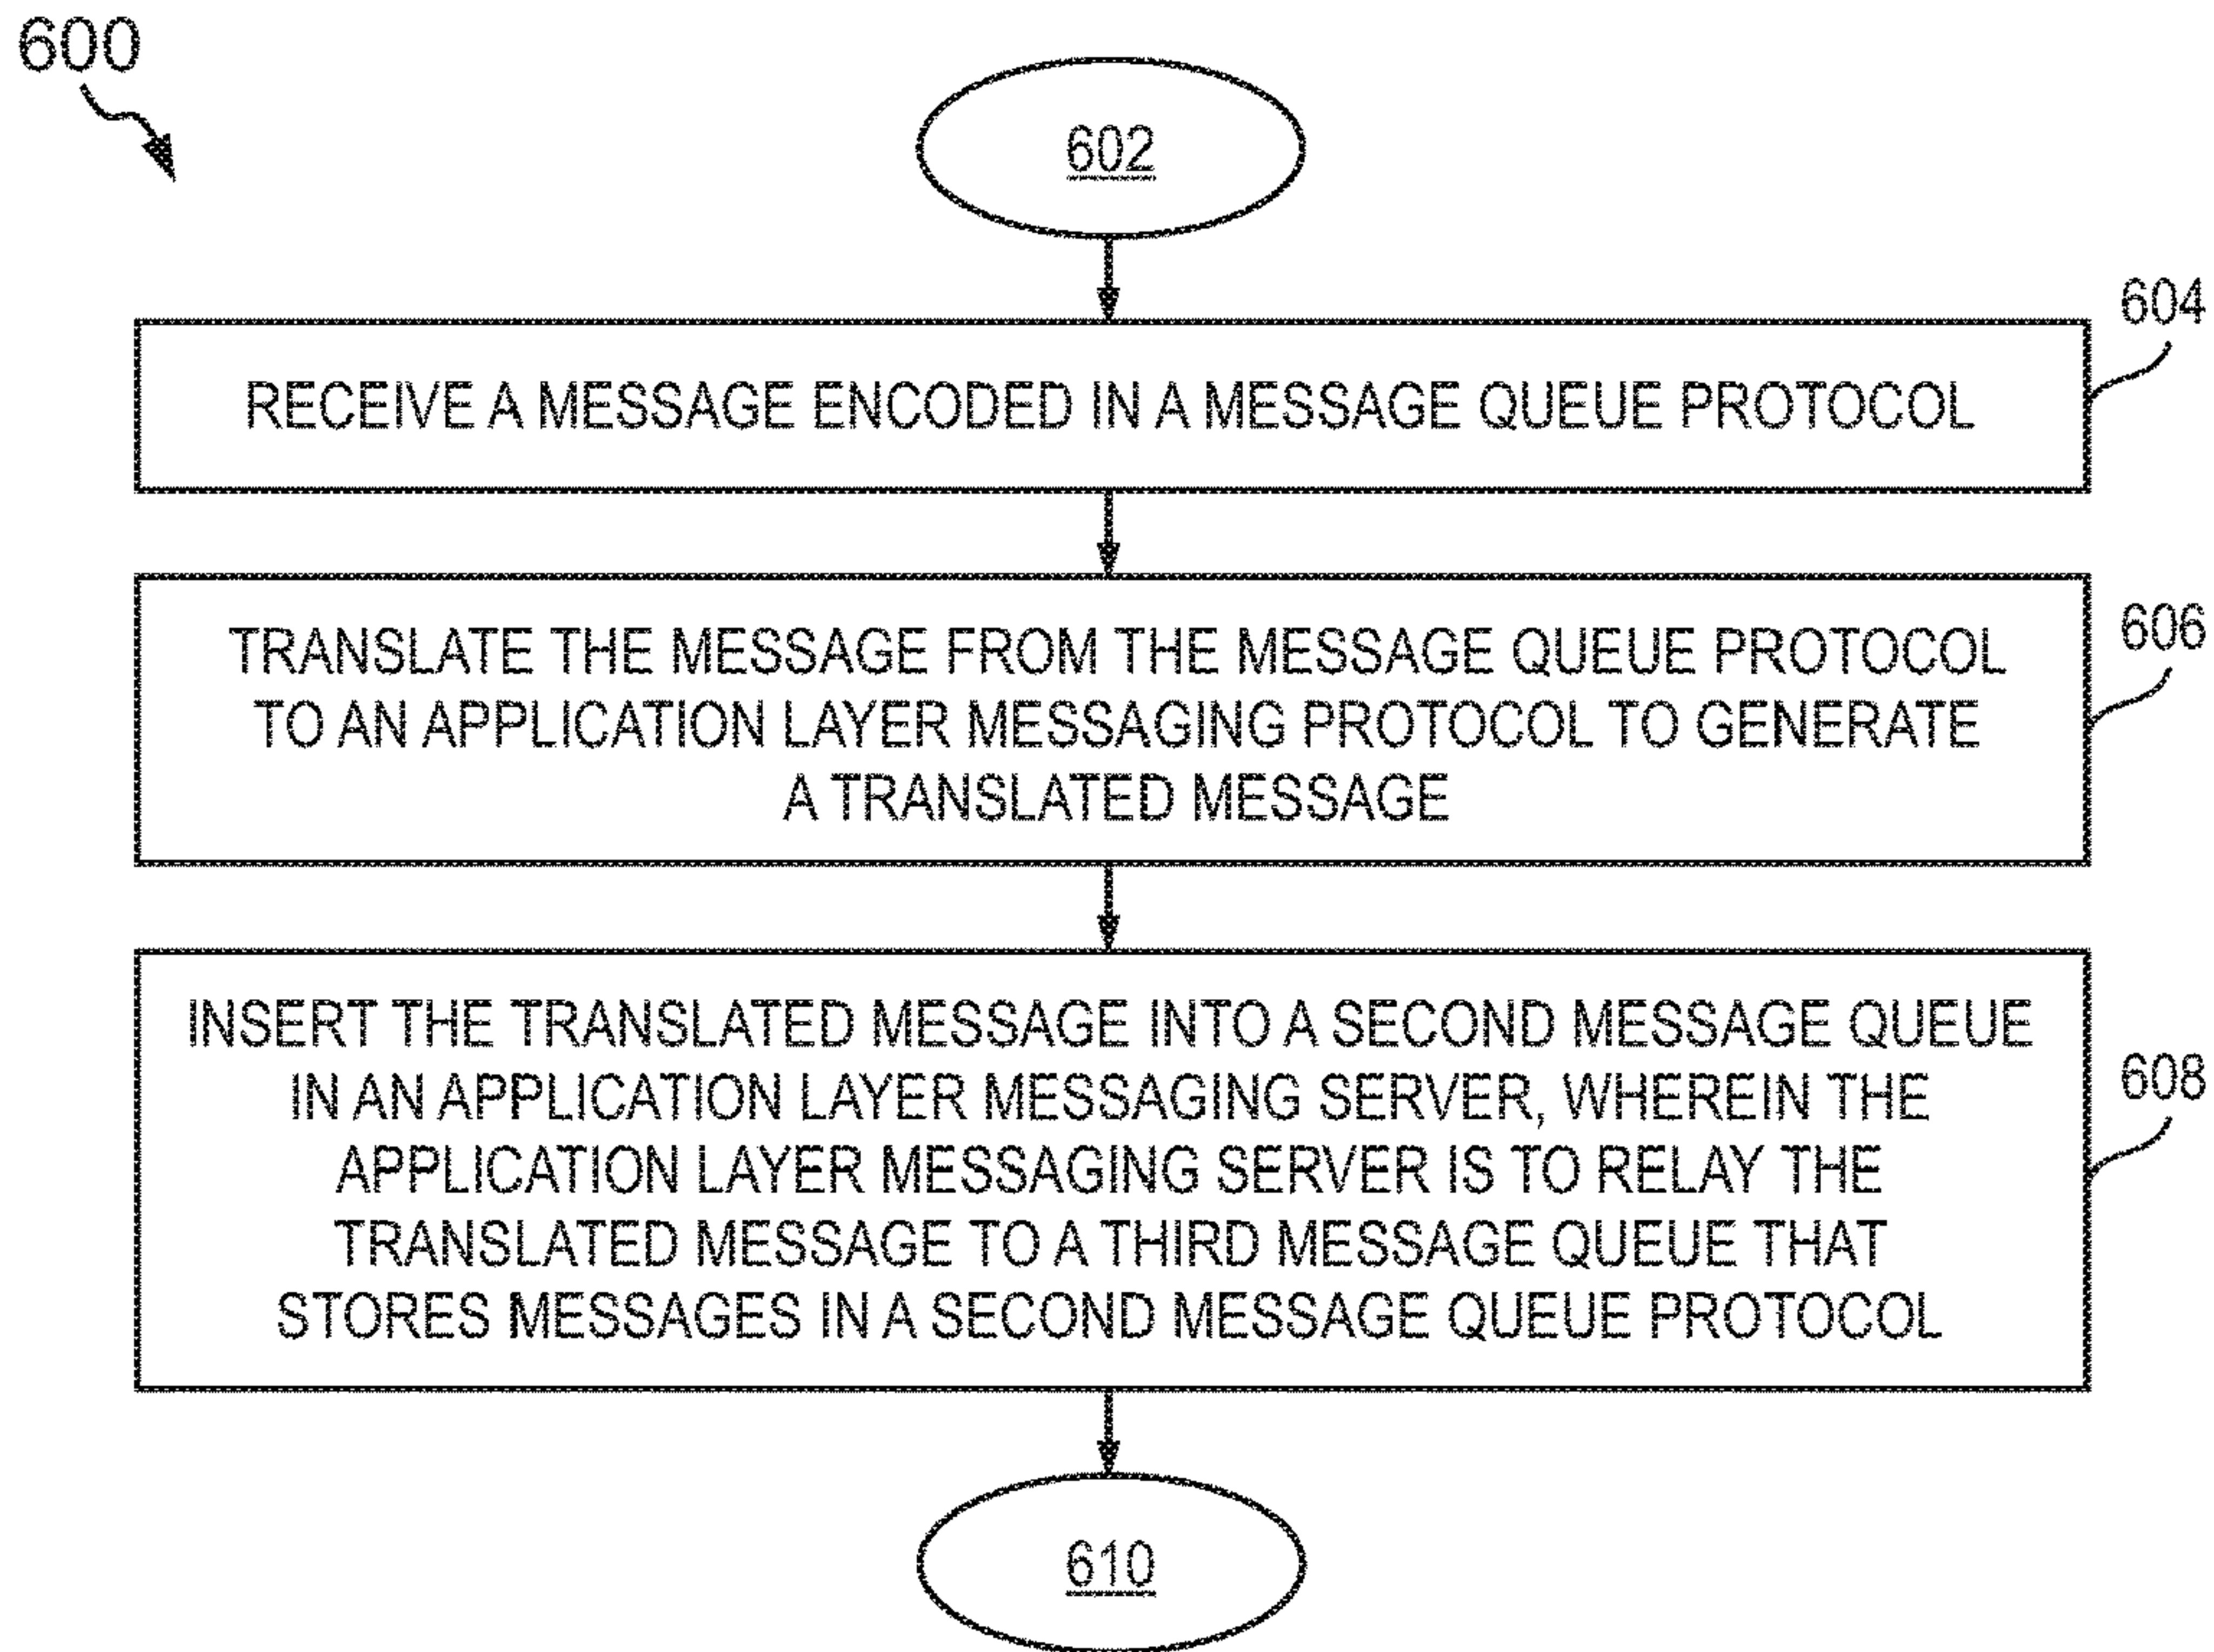 600
602
604
RECEIVE A MESSAGE ENCODED IN A MESSAGE QUEUE PROTOCOL
606
TRANSLATE THE MESSAGE FROM THE MESSAGE QUEUE PROTOCOL
TO AN APPLICATION LAYER MESSAGING PROTOCOL TO GENERATE
A TRANSLATED MESSAGE
608
INSERT THE TRANSLATED MESSAGE INTO A SECOND MESSAGE QUEUE
IN AN APPLICATION LAYER MESSAGING SERVER, WHEREIN THE
APPLICATION LAYER MESSAGING SERVER IS TO RELAY THE
TRANSLATED MESSAGE TO A THIRD MESSAGE QUEUE THAT
STORES MESSAGES IN A SECOND MESSAGE QUEUE PROTOCOL
610